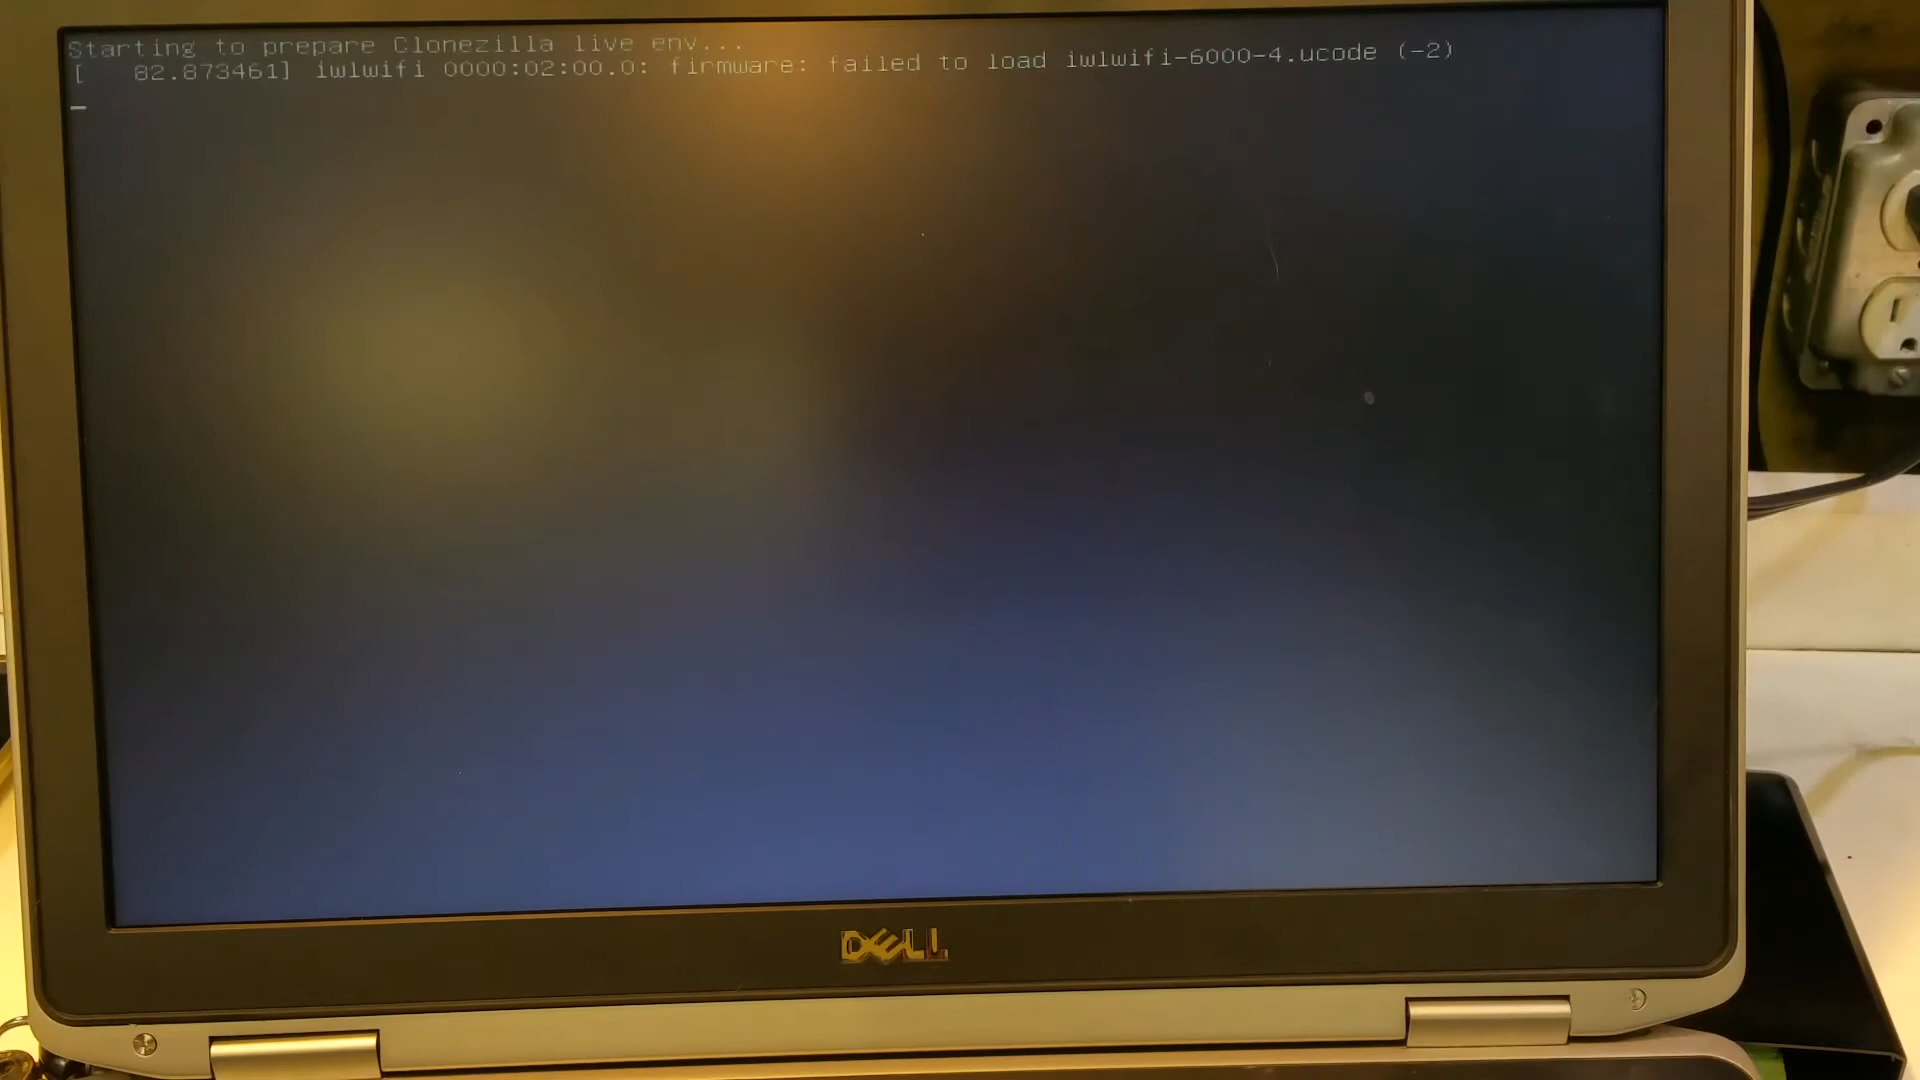 Starting to prepare Clonezilla live env...
[   82.873461] iwlwifi 0000:02:00.0: firmware: failed to load iwlwifi-6000-4.ucode (-2)
DELL